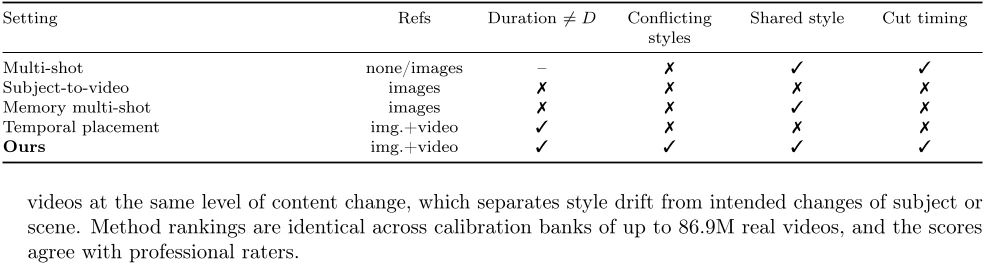 Setting Refs Duration ≠ D Conflicting styles Shared style Cut timing
Multi-shot none/images – ✗ ✓ ✓
Subject-to-video images ✗ ✗ ✗ ✗
Memory multi-shot images ✗ ✗ ✓ ✗
Temporal placement img.+video ✓ ✗ ✗ ✗
Ours img.+video ✓ ✓ ✓ ✓
videos at the same level of content change, which separates style drift from intended changes of subject or
scene. Method rankings are identical across calibration banks of up to 86.9M real videos, and the scores
agree with professional raters.